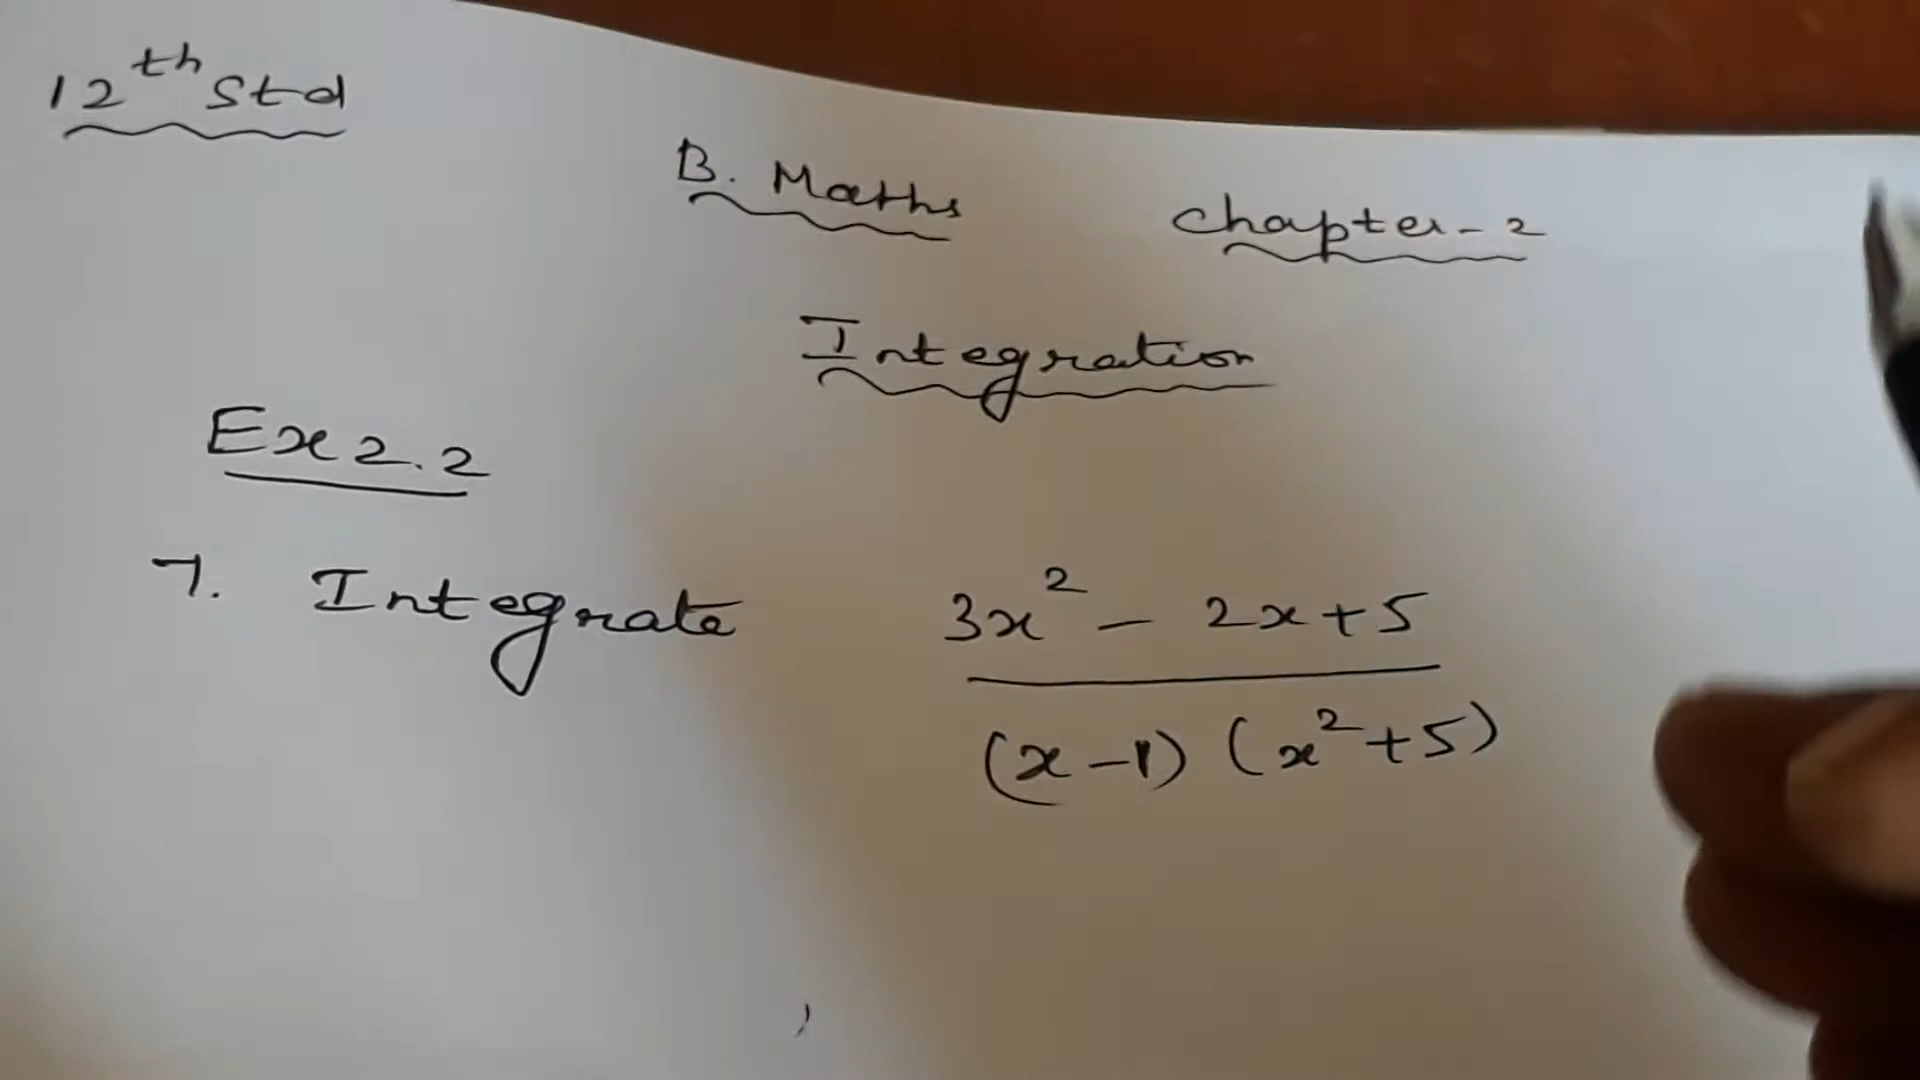 12th Std
B. Maths Chapter-2
Integration
Ex 2.2
7. Integrate 3x² - 2x+5
(x-1) (x²+5)